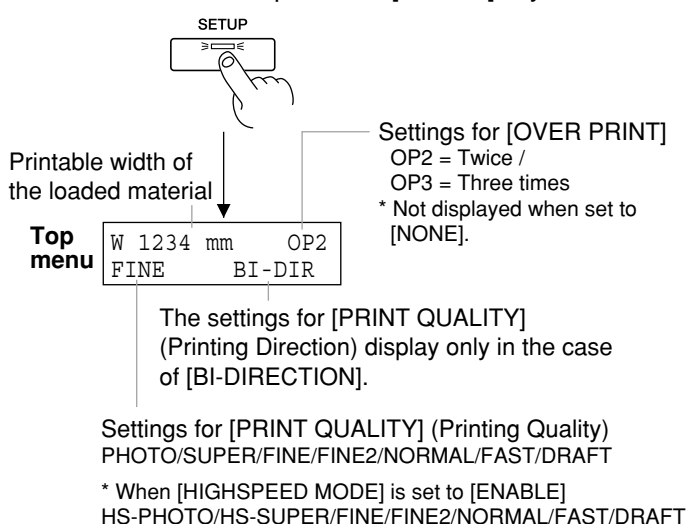 SETUP
Settings for [OVER PRINT]
OP2 = Twice /
OP3 = Three times
* Not displayed when set to
[NONE].
Printable width of
the loaded material
Top
menu
W 1234 mm OP2
FINE BI-DIR
The settings for [PRINT QUALITY]
(Printing Direction) display only in the case
of [BI-DIRECTION].
Settings for [PRINT QUALITY] (Printing Quality)
PHOTO/SUPER/FINE/FINE2/NORMAL/FAST/DRAFT
* When [HIGHSPEED MODE] is set to [ENABLE]
HS-PHOTO/HS-SUPER/FINE/FINE2/NORMAL/FAST/DRAFT